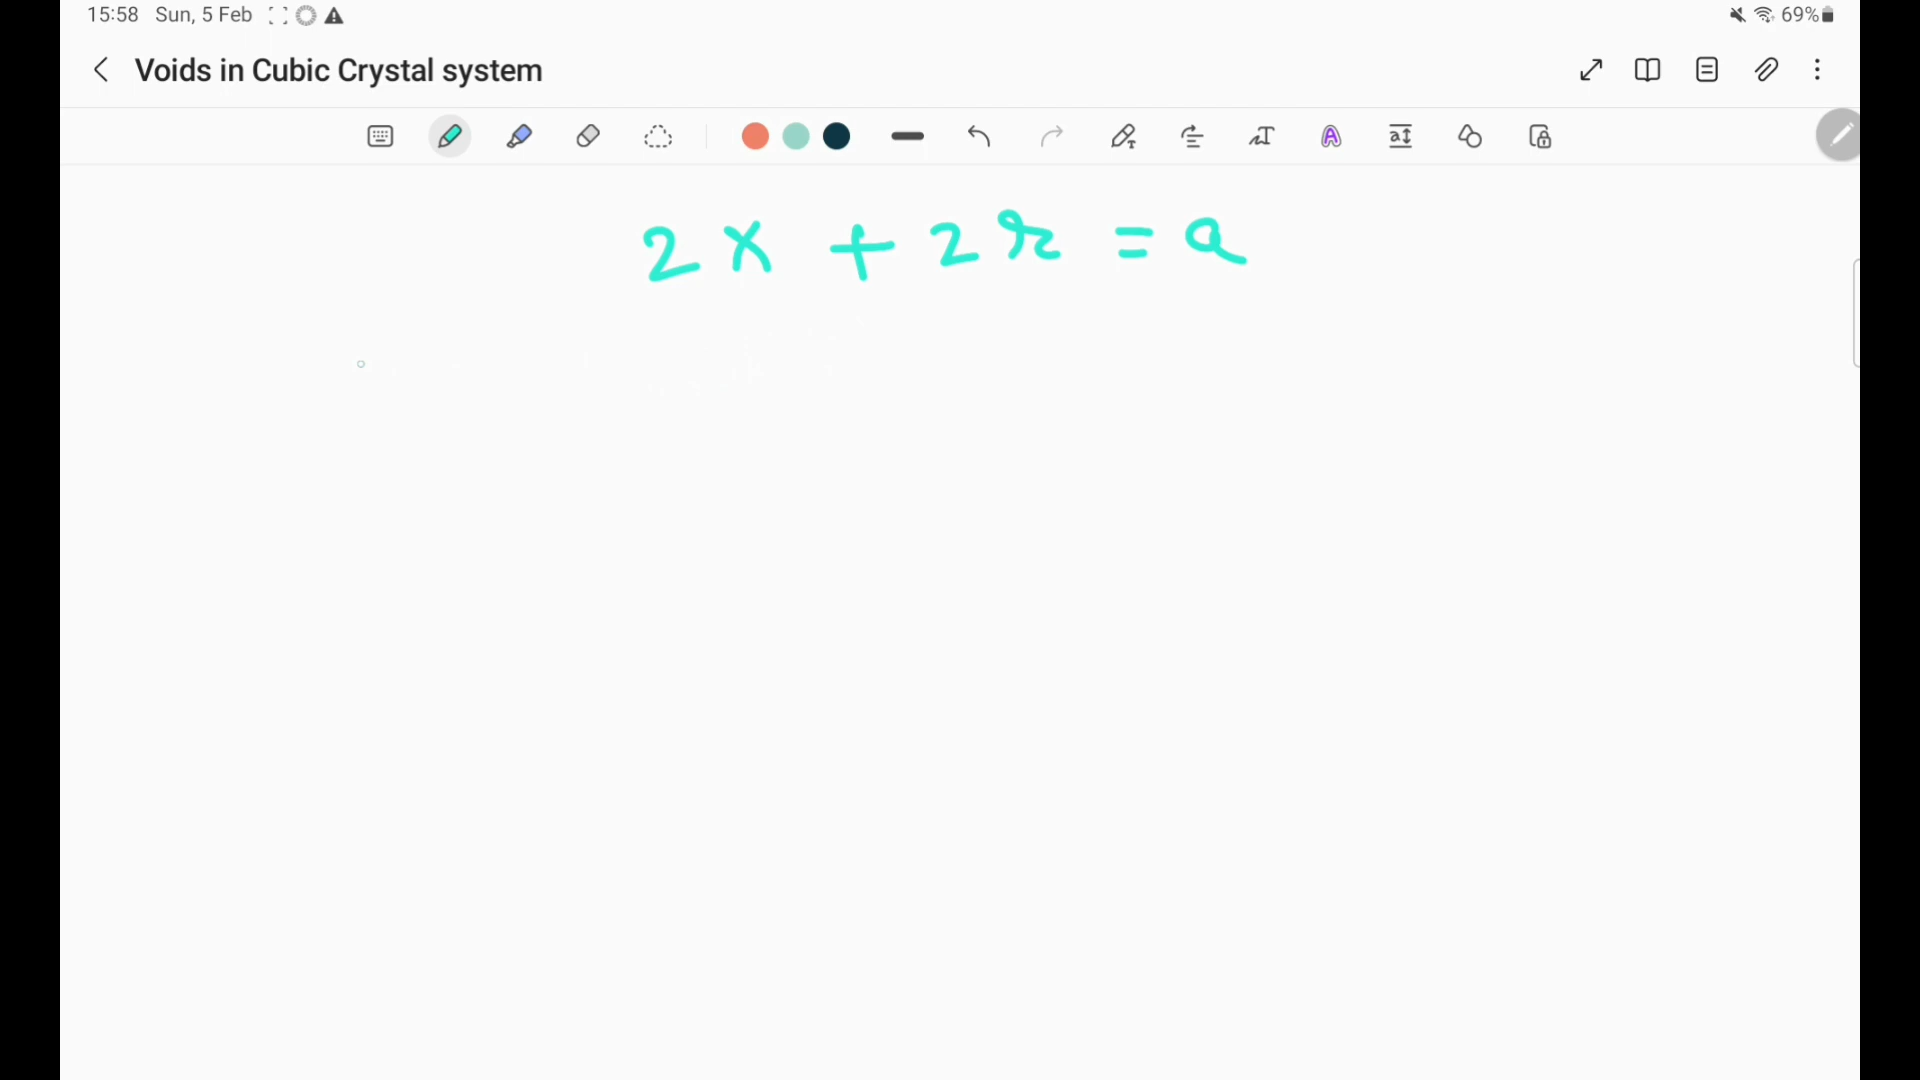 15:58 Sun, 5 Feb 69%
Voids in Cubic Crystal system
2x + 2r = a